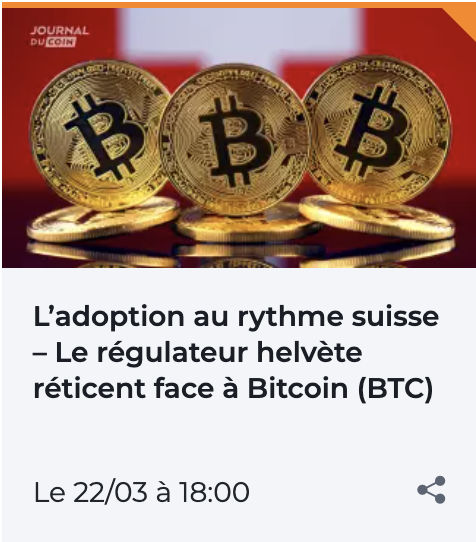 JOURNAL
DU COIN
L’adoption au rythme suisse
– Le régulateur helvète
réticent face à Bitcoin (BTC)
Le 22/03 à 18:00